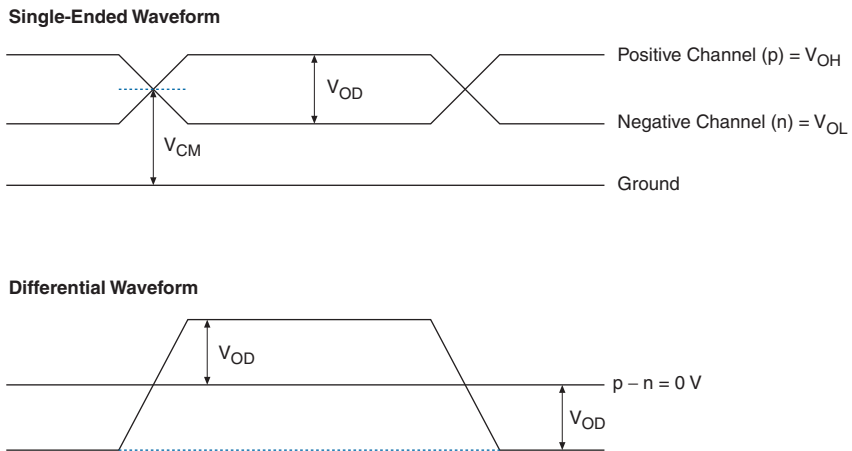 Single-Ended Waveform
Positive Channel (p) = VOH
VOD
Negative Channel (n) = VOL
VCM
Ground
Differential Waveform
VOD
p – n = 0 V
VOD